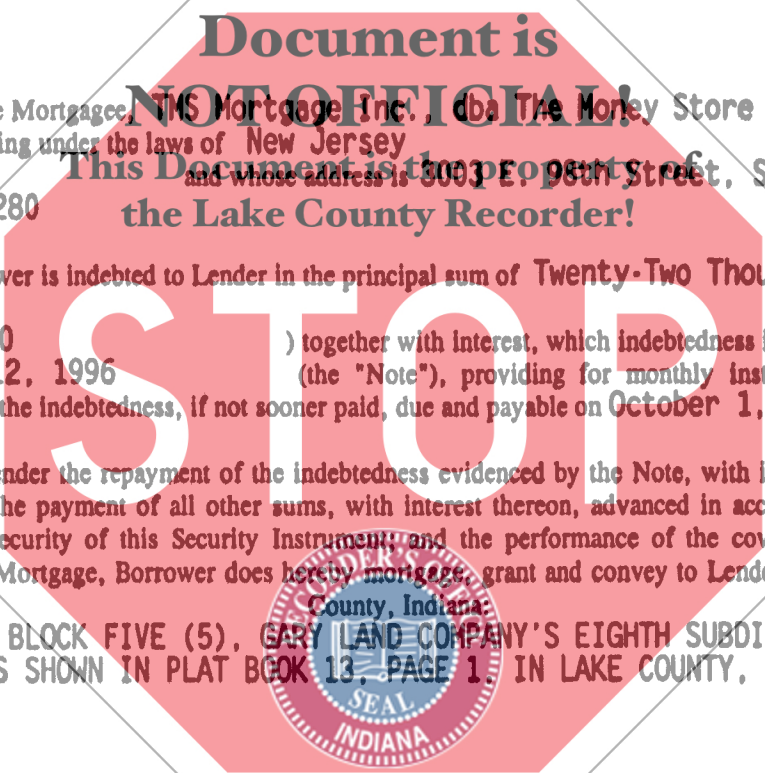 Document is
NOT OFFICIAL!
e Mortgagee, TMS Mortgage Inc., dba The Money Store
ing under the laws of New Jersey
This Document is the property of
and whose address is 3003 E. 98th Street, S
280
the Lake County Recorder!
wer is indebted to Lender in the principal sum of Twenty-Two Thou
0 ) together with interest, which indebtedness i
12, 1996 (the "Note"), providing for monthly inst
the indebtedness, if not sooner paid, due and payable on October 1,
STOP
ender the repayment of the indebtedness evidenced by the Note, with i
he payment of all other sums, with interest thereon, advanced in acc
ecurity of this Security Instrument; and the performance of the cov
Mortgage, Borrower does hereby mortgage, grant and convey to Lende
County, Indiana:
BLOCK FIVE (5), GARY LAND COMPANY'S EIGHTH SUBDI
S SHOWN IN PLAT BOOK 13, PAGE 1, IN LAKE COUNTY,
RECORDER'S
SEAL
INDIANA